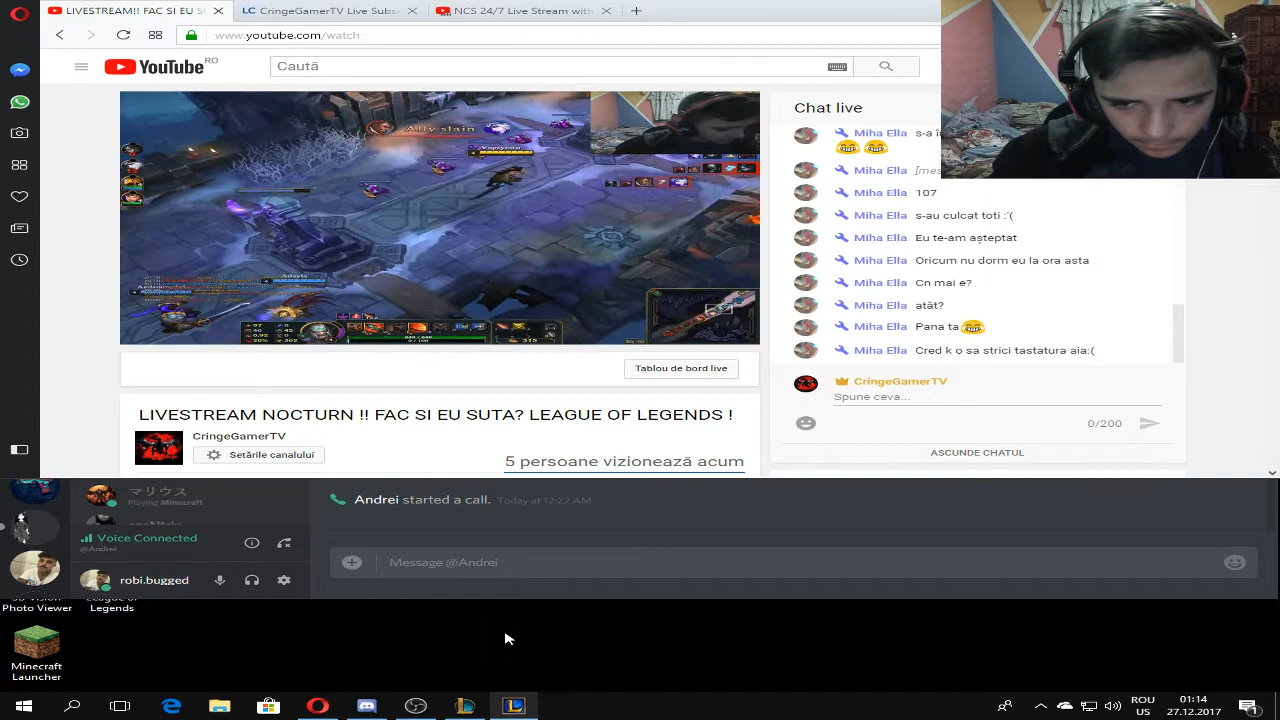 LIVESTREAM!! FAC SI EU S
CringeGamerTV Live Subs
NCS 24/7 Live Stream with
www.youtube.com/watch
YouTube RO
Caută
Chat live
Ally slain
Miha Ella s-a în
Miha Ella [mes
Miha Ella 107
Miha Ella s-au culcat toti :'(
Miha Ella Eu te-am așteptat
Miha Ella Oricum nu dorm eu la ora asta
Miha Ella Cn mai e?
Miha Ella atât?
Miha Ella Pana ta 😂
Miha Ella Cred k o sa strici tastatura aia:(
CringeGamerTV
Spune ceva...
0/200
ASCUNDE CHATUL
Tablou de bord live
LIVESTREAM NOCTURN !! FAC SI EU SUTA? LEAGUE OF LEGENDS !
CringeGamerTV
Setările canalului
5 persoane vizionează acum
マリウス
Playing Minecraft
Voice Connected
@Andrei
robi.bugged
Andrei started a call. Today at 12:22 AM
Message @Andrei
Photo Viewer
League of
Legends
Minecraft
Launcher
ROU
US
01:14
27.12.2017
1